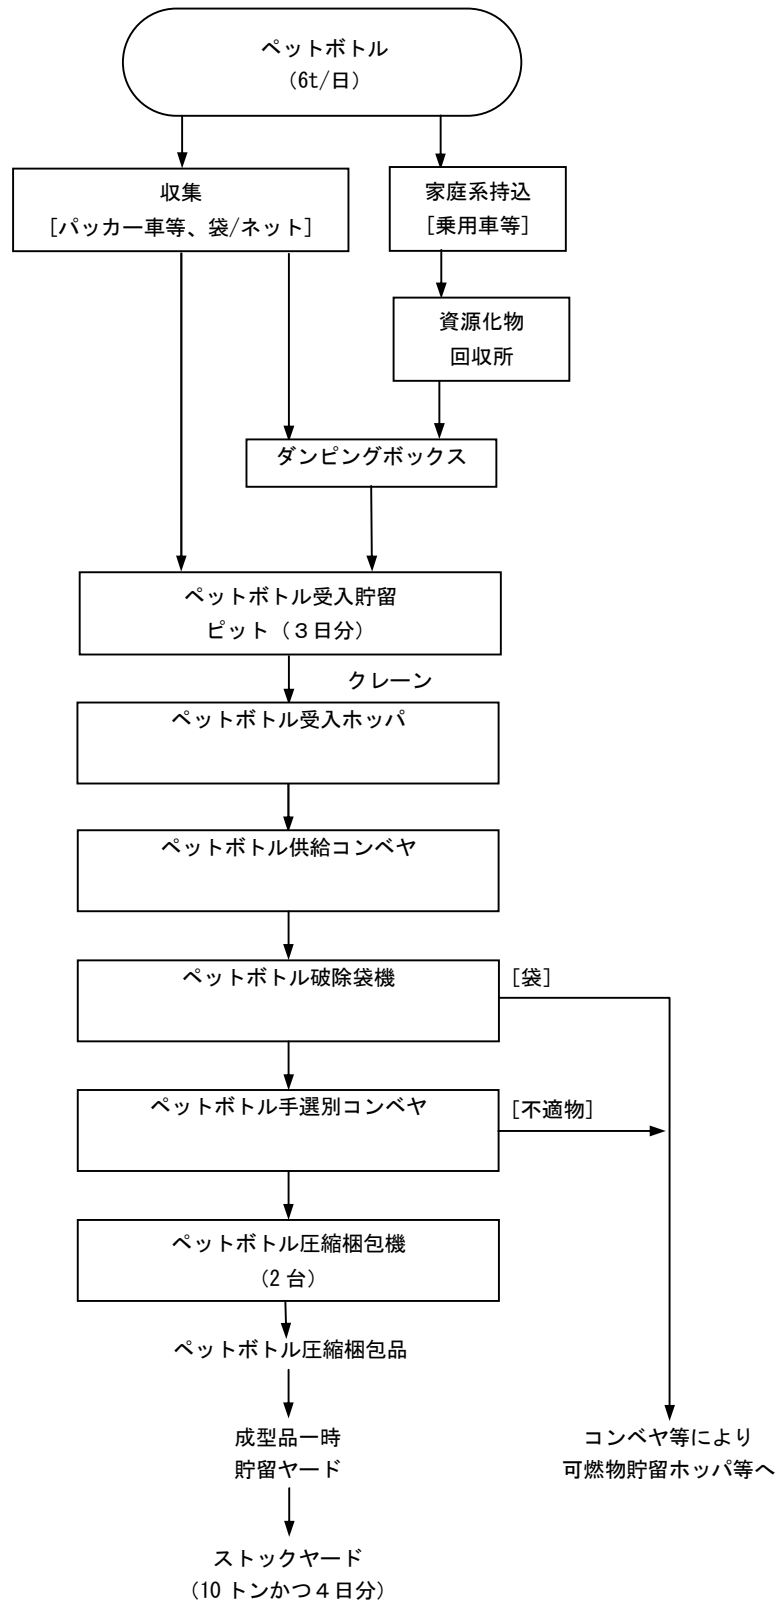 ペットボトル
（6t/日）
収集
[パッカー車等、袋/ネット]
家庭系持込
[乗用車等]
資源化物
回収所
ダンピングボックス
ペットボトル受入貯留
ピット（３日分）
クレーン
ペットボトル受入ホッパ
ペットボトル供給コンベヤ
ペットボトル破除袋機
[袋]
ペットボトル手選別コンベヤ
[不適物]
ペットボトル圧縮梱包機
（2 台）
ペットボトル圧縮梱包品
成型品一時
貯留ヤード
コンベヤ等により
可燃物貯留ホッパ等へ
ストックヤード
（10 トンかつ４日分）